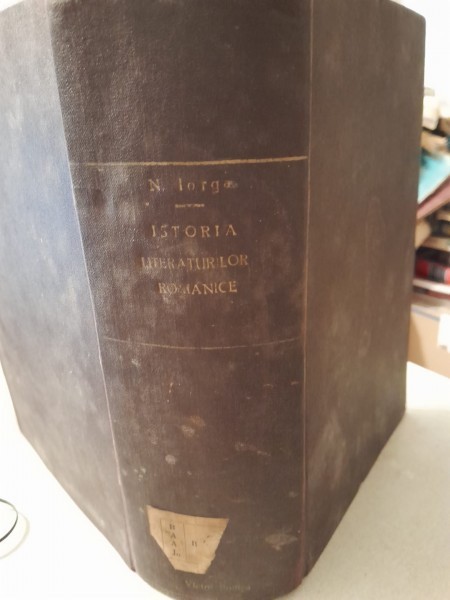 N. Iorga
ISTORIA
LITERATURILOR
ROMANICE
B
R